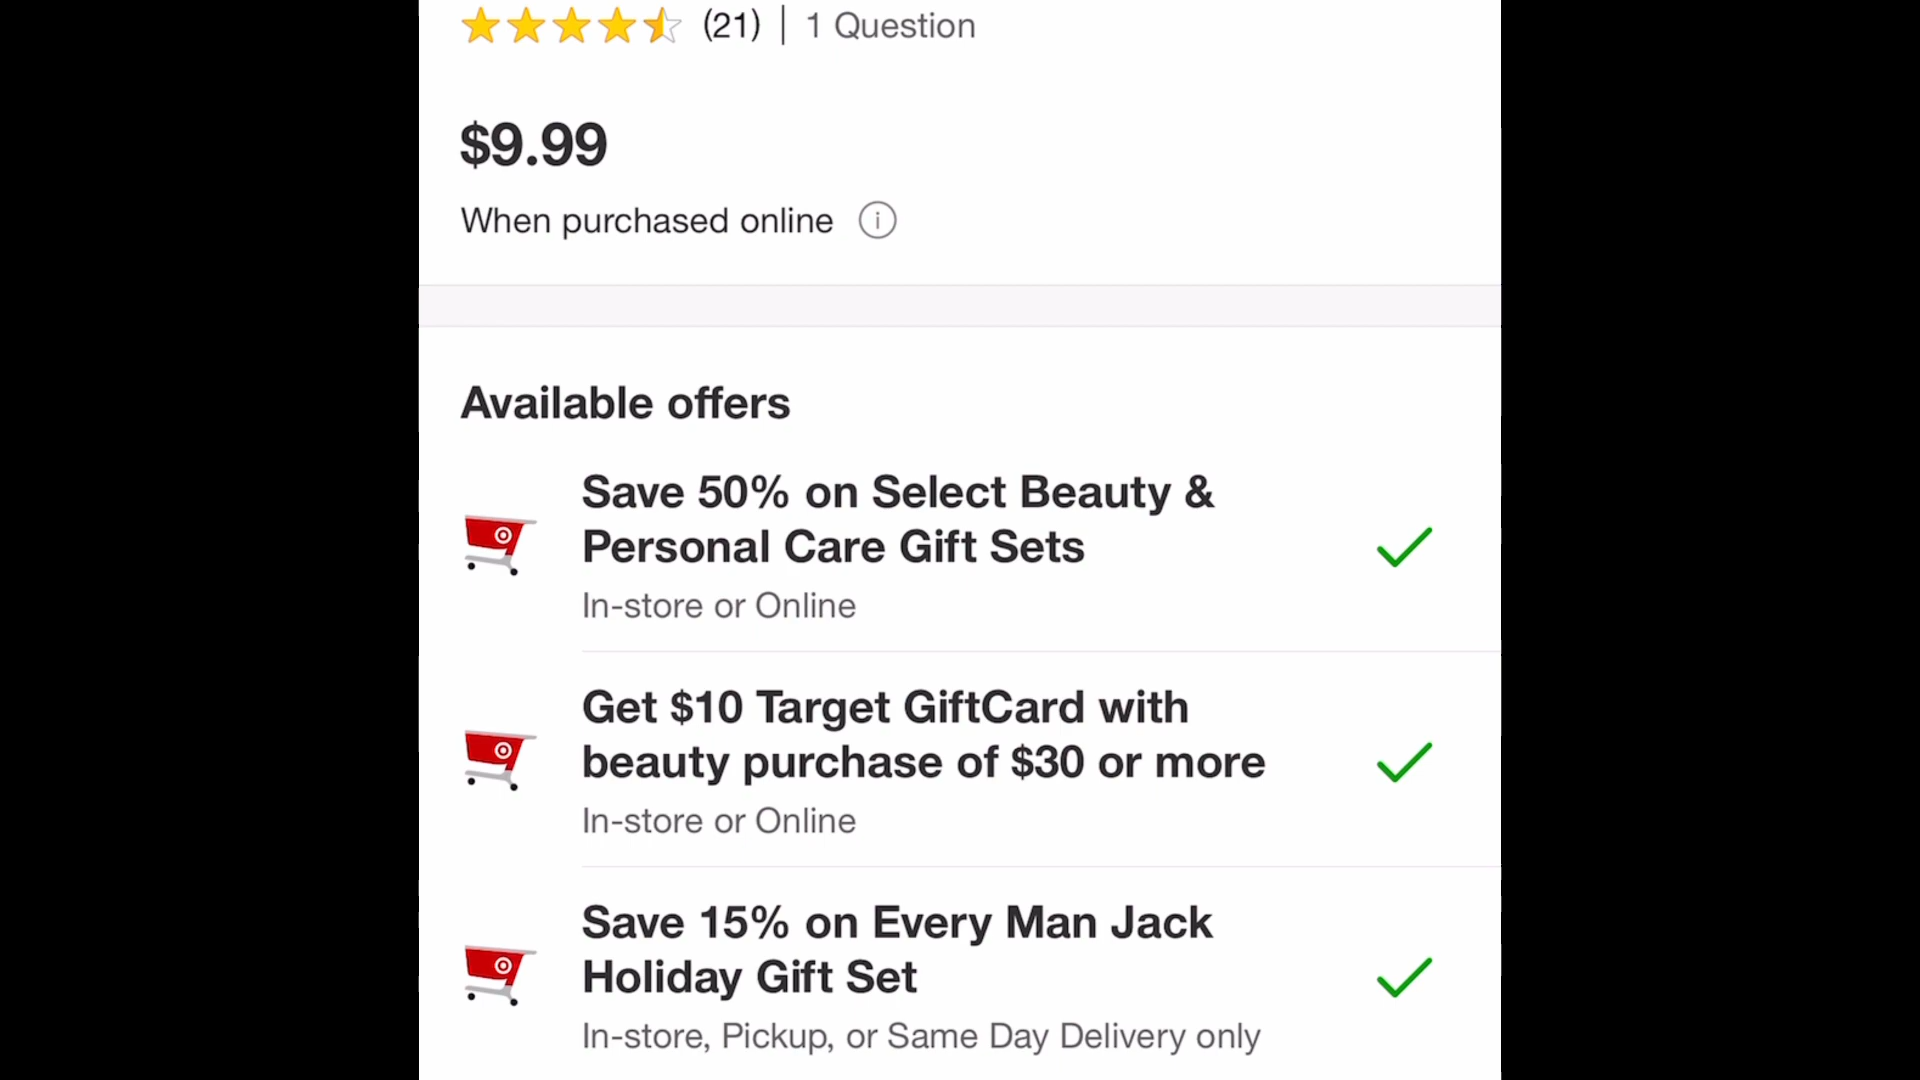 (21) | 1 Question
$9.99
When purchased online
Available offers
Save 50% on Select Beauty &
Personal Care Gift Sets
In-store or Online
Get $10 Target GiftCard with
beauty purchase of $30 or more
In-store or Online
Save 15% on Every Man Jack
Holiday Gift Set
In-store, Pickup, or Same Day Delivery only